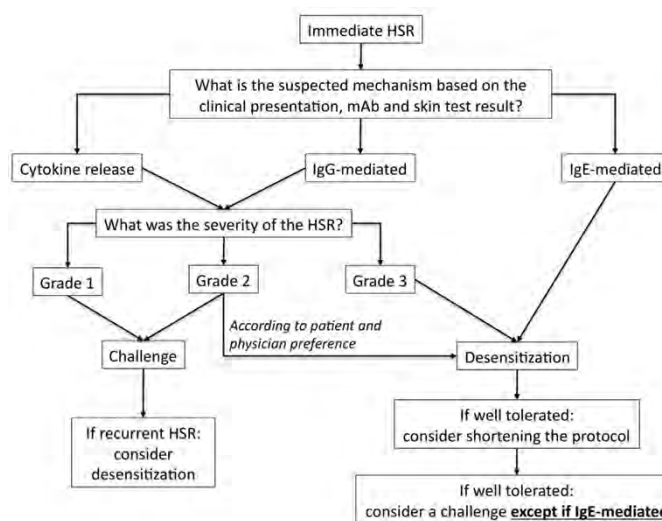 Immediate HSR
What is the suspected mechanism based on the
clinical presentation, mAb and skin test result?
Cytokine release
IgG-mediated
IgE-mediated
What was the severity of the HSR?
Grade 1
Grade 2
Grade 3
According to patient and
physician preference
Challenge
Desensitization
If recurrent HSR:
consider
desensitization
If well tolerated:
consider shortening the protocol
If well tolerated:
consider a challenge except if IgE-mediated